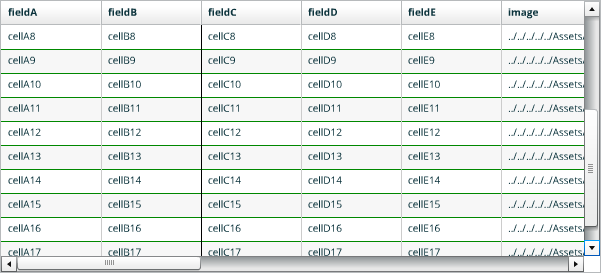 fieldA fieldB fieldC fieldD fieldE image
cellA8 cellB8 cellC8 cellD8 cellE8 ../../../../../Assets/
cellA9 cellB9 cellC9 cellD9 cellE9 ../../../../../Assets/
cellA10 cellB10 cellC10 cellD10 cellE10 ../../../../../Assets/
cellA11 cellB11 cellC11 cellD11 cellE11 ../../../../../Assets/
cellA12 cellB12 cellC12 cellD12 cellE12 ../../../../../Assets/
cellA13 cellB13 cellC13 cellD13 cellE13 ../../../../../Assets/
cellA14 cellB14 cellC14 cellD14 cellE14 ../../../../../Assets/
cellA15 cellB15 cellC15 cellD15 cellE15 ../../../../../Assets/
cellA16 cellB16 cellC16 cellD16 cellE16 ../../../../../Assets/
cellA17 cellB17 cellC17 cellD17 cellE17 ../../../../../Assets/